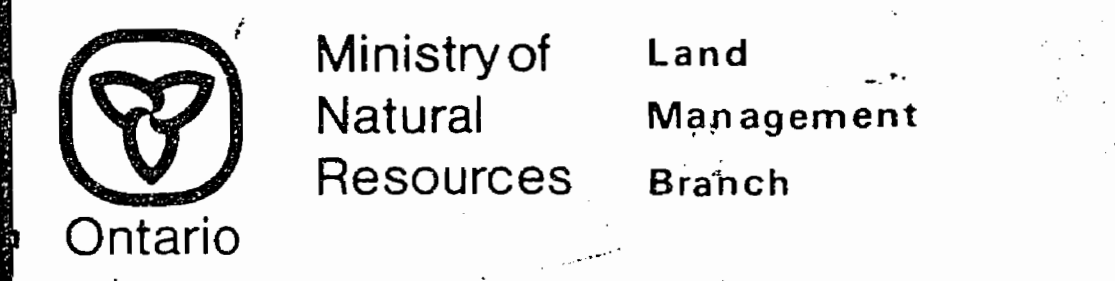 Ministry of
Natural
Resources
Land
Management
Branch
Ontario